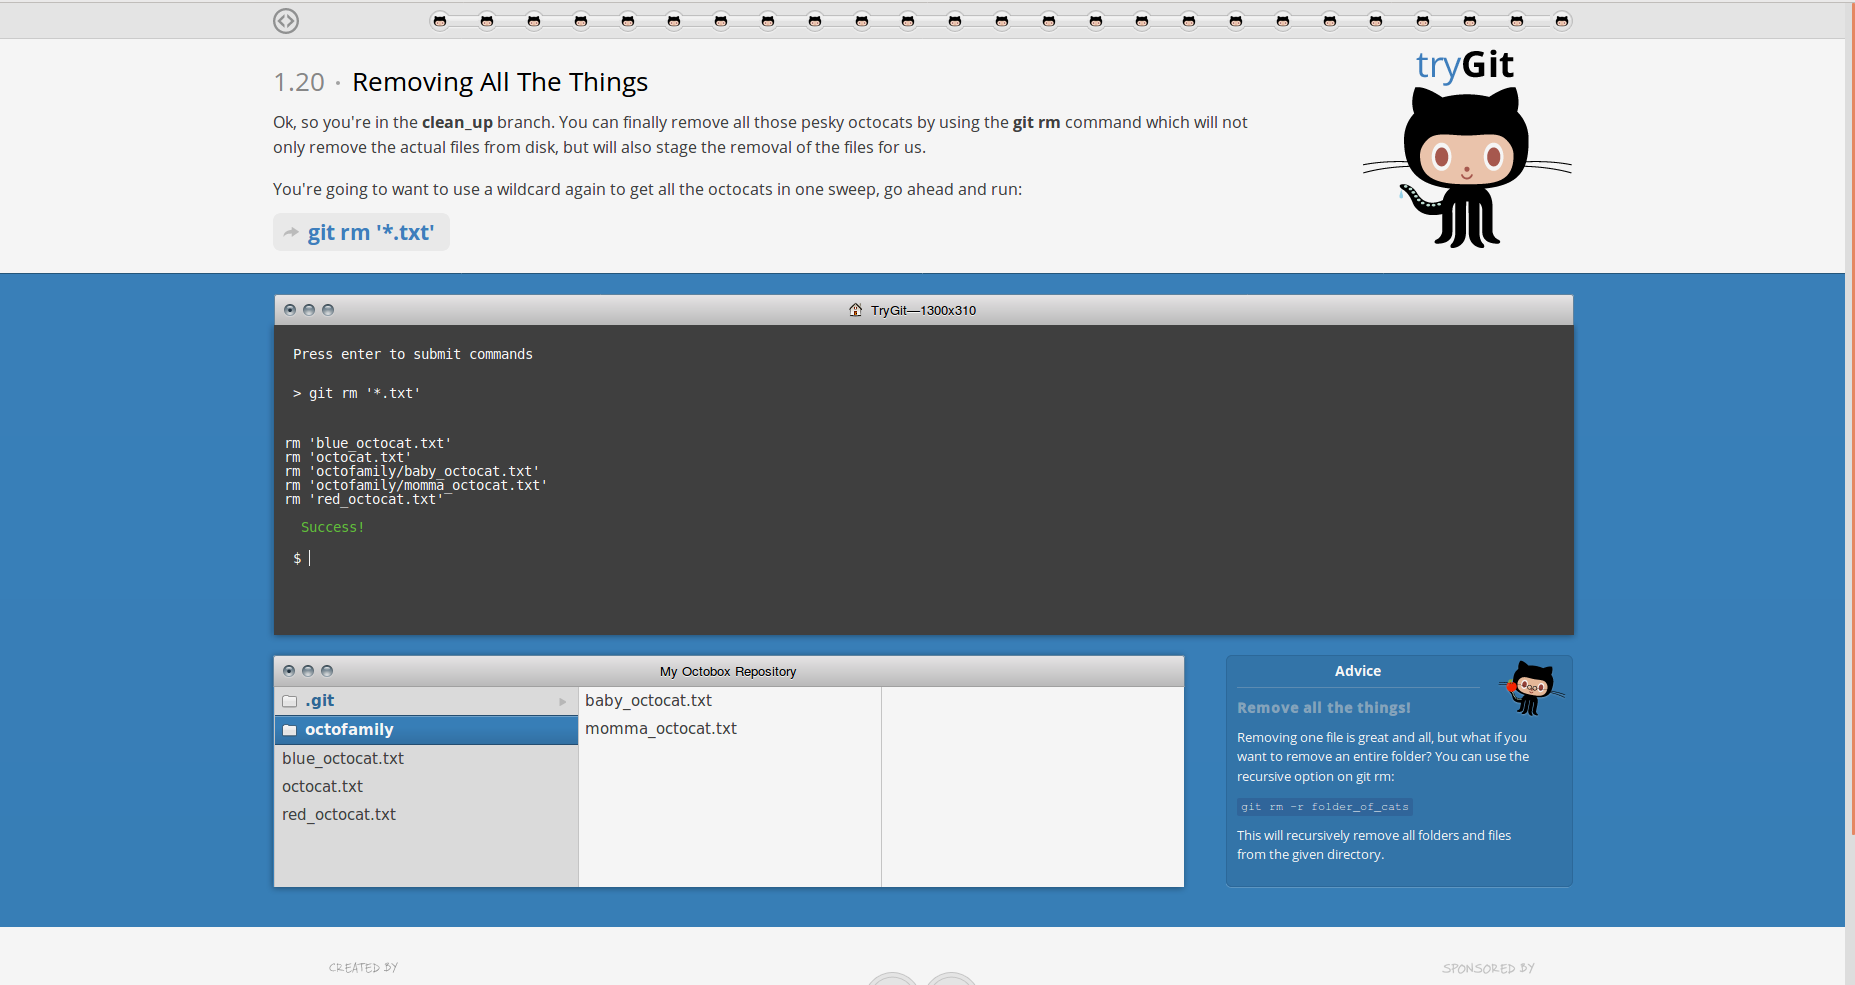 tryGit
1.20 · Removing All The Things
Ok, so you're in the clean_up branch. You can finally remove all those pesky octocats by using the git rm command which will not
only remove the actual files from disk, but will also stage the removal of the files for us.
You're going to want to use a wildcard again to get all the octocats in one sweep, go ahead and run:
git rm '*.txt'
TryGit—1300x310
Press enter to submit commands
> git rm '*.txt'
rm 'blue_octocat.txt'
rm 'octocat.txt'
rm 'octofamily/baby_octocat.txt'
rm 'octofamily/momma_octocat.txt'
rm 'red_octocat.txt'
Success!
$
My Octobox Repository
.git
octofamily
blue_octocat.txt
octocat.txt
red_octocat.txt
baby_octocat.txt
momma_octocat.txt
Advice
Remove all the things!
Removing one file is great and all, but what if you
want to remove an entire folder? You can use the
recursive option on git rm:
git rm -r folder_of_cats
This will recursively remove all folders and files
from the given directory.
CREATED BY
SPONSORED BY